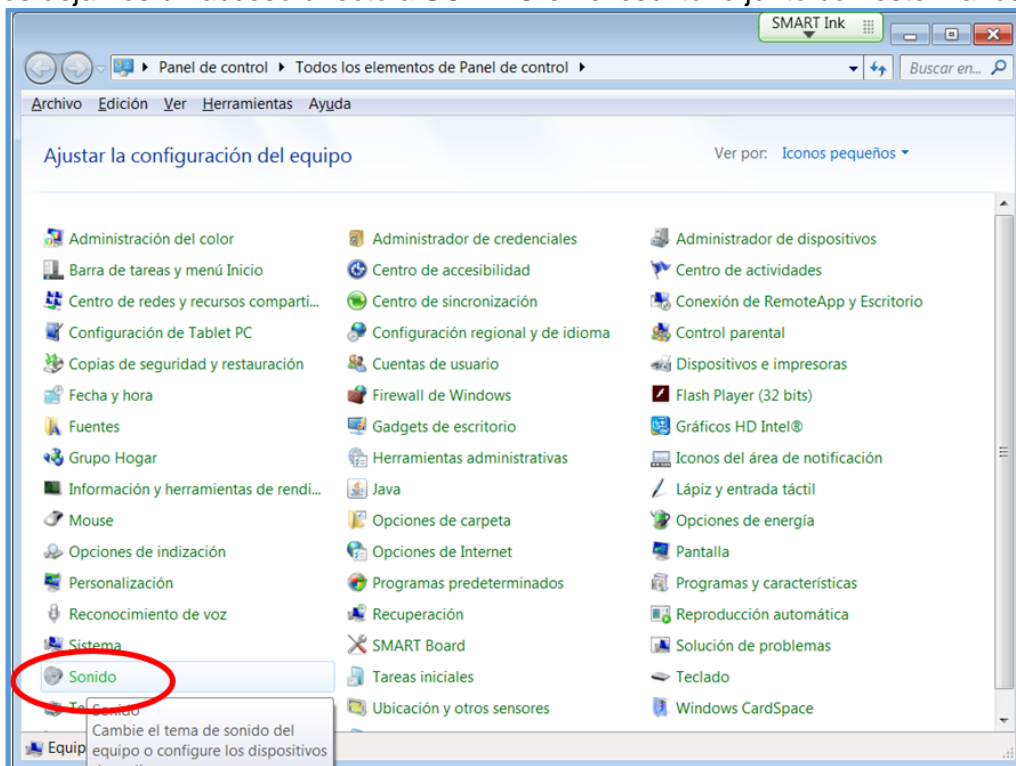 SMART Ink
Panel de control Todos los elementos de Panel de control
Buscar en...
Archivo Edición Ver Herramientas Ayuda
Ajustar la configuración del equipo
Ver por: Iconos pequeños
Administración del color Administrador de credenciales Administrador de dispositivos
Barra de tareas y menú Inicio Centro de accesibilidad Centro de actividades
Centro de redes y recursos comparti... Centro de sincronización Conexión de RemoteApp y Escritorio
Configuración de Tablet PC Configuración regional y de idioma Control parental
Copias de seguridad y restauración Cuentas de usuario Dispositivos e impresoras
Fecha y hora Firewall de Windows Flash Player (32 bits)
Fuentes Gadgets de escritorio Gráficos HD Intel®
Grupo Hogar Herramientas administrativas Iconos del área de notificación
Información y herramientas de rendi... Java Lápiz y entrada táctil
Mouse Opciones de carpeta Opciones de energía
Opciones de indización Opciones de Internet Pantalla
Personalización Programas predeterminados Programas y características
Reconocimiento de voz Recuperación Reproducción automática
Sistema SMART Board Solución de problemas
Sonido Tareas iniciales Teclado
Ubicación y otros sensores Windows CardSpace
Sonido
Cambie el tema de sonido del
equipo o configure los dispositivos
Equip